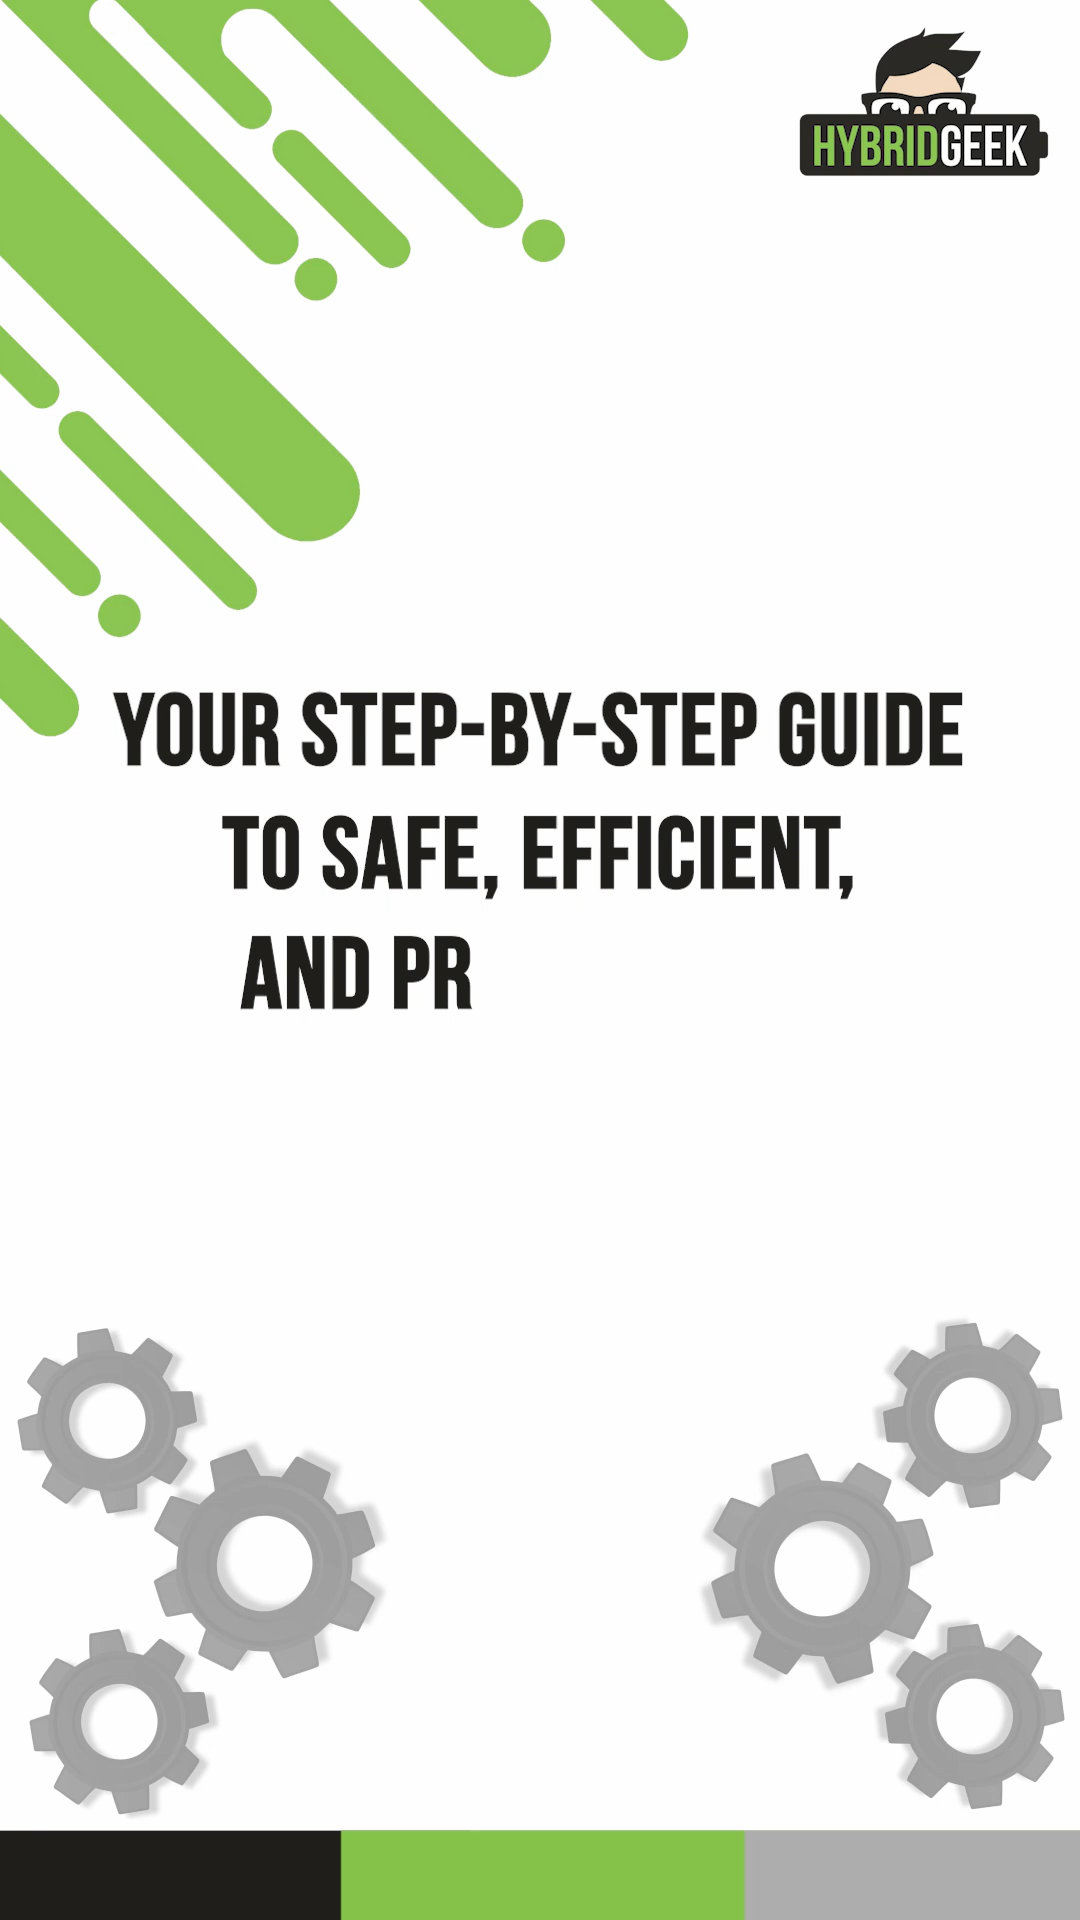 HYBRIDGEEK
YOUR STEP-BY-STEP GUIDE
TO SAFE, EFFICIENT,
AND PR